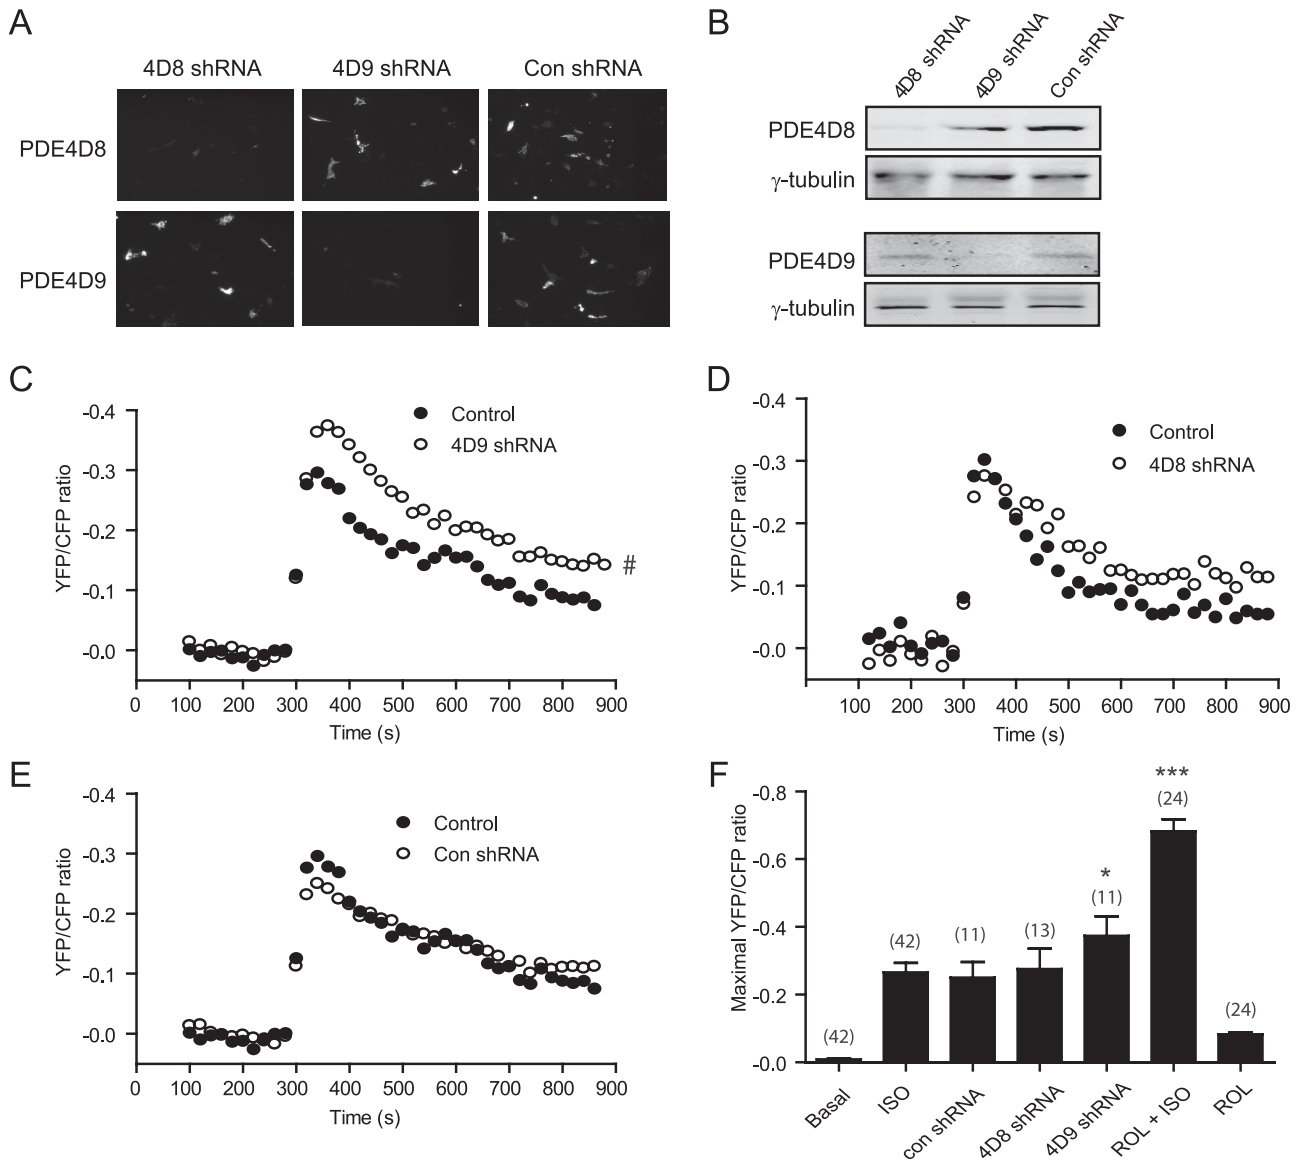 A
4D8 shRNA
4D9 shRNA
Con shRNA
PDE4D8
PDE4D9
B
4D8 shRNA
4D9 shRNA
Con shRNA
PDE4D8
γ-tubulin
PDE4D9
γ-tubulin
C
YFP/CFP ratio
-0.4
-0.3
-0.2
-0.1
-0.0
Control
4D9 shRNA
#
0 100 200 300 400 500 600 700 800 900
Time (s)
D
YFP/CFP ratio
-0.4
-0.3
-0.2
-0.1
-0.0
Control
4D8 shRNA
100 200 300 400 500 600 700 800 900
Time (s)
E
YFP/CFP ratio
-0.4
-0.3
-0.2
-0.1
-0.0
Control
Con shRNA
0 100 200 300 400 500 600 700 800 900
Time (s)
F
Maximal YFP/CFP ratio
-0.8
-0.6
-0.4
-0.2
-0.0
(42)
(42)
(11)
(13)
*
(11)
***
(24)
(24)
Basal
ISO
con shRNA
4D8 shRNA
4D9 shRNA
ROL + ISO
ROL